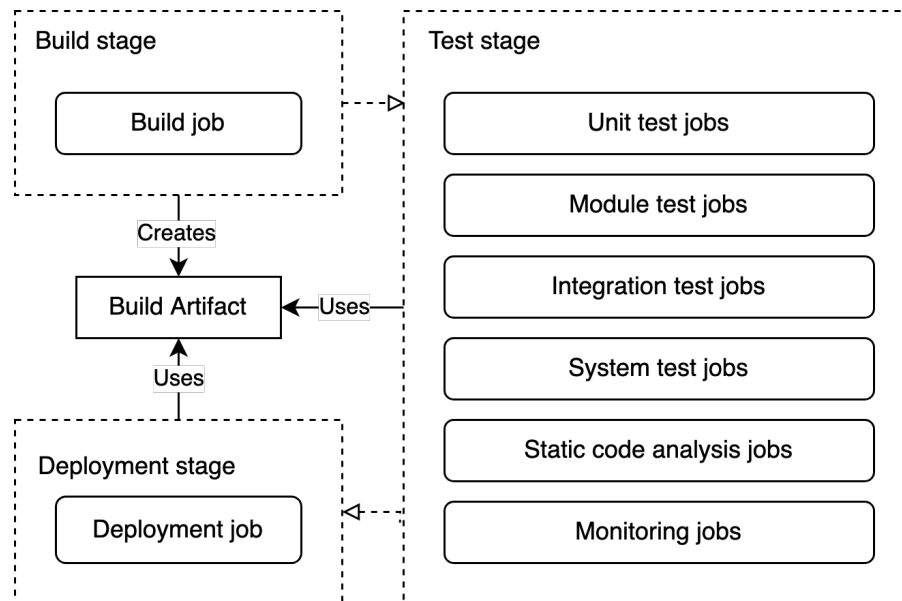 Build stage
Build job
Creates
Build Artifact
Uses
Uses
Deployment stage
Deployment job
Test stage
Unit test jobs
Module test jobs
Integration test jobs
System test jobs
Static code analysis jobs
Monitoring jobs